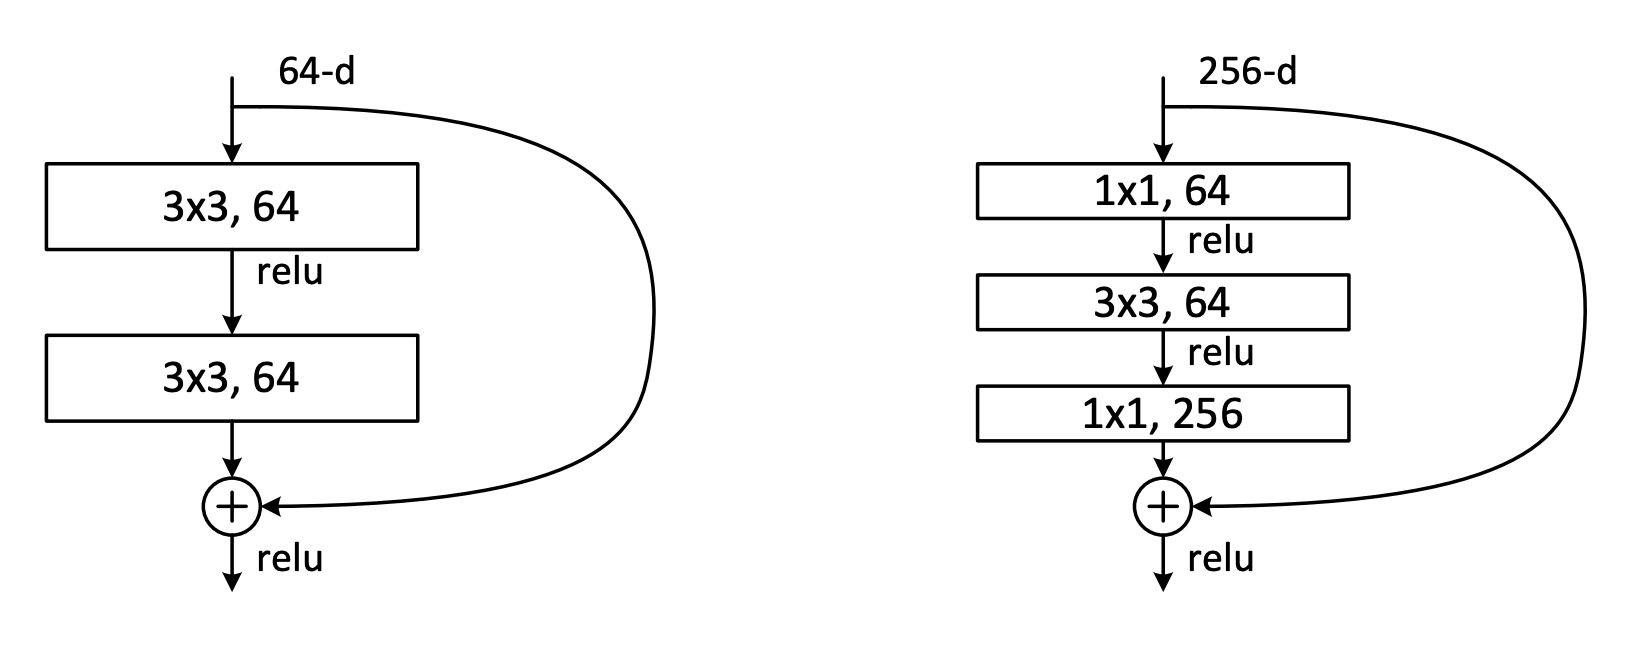 64-d
3x3, 64
relu
3x3, 64
+
relu
256-d
1x1, 64
relu
3x3, 64
relu
1x1, 256
+
relu